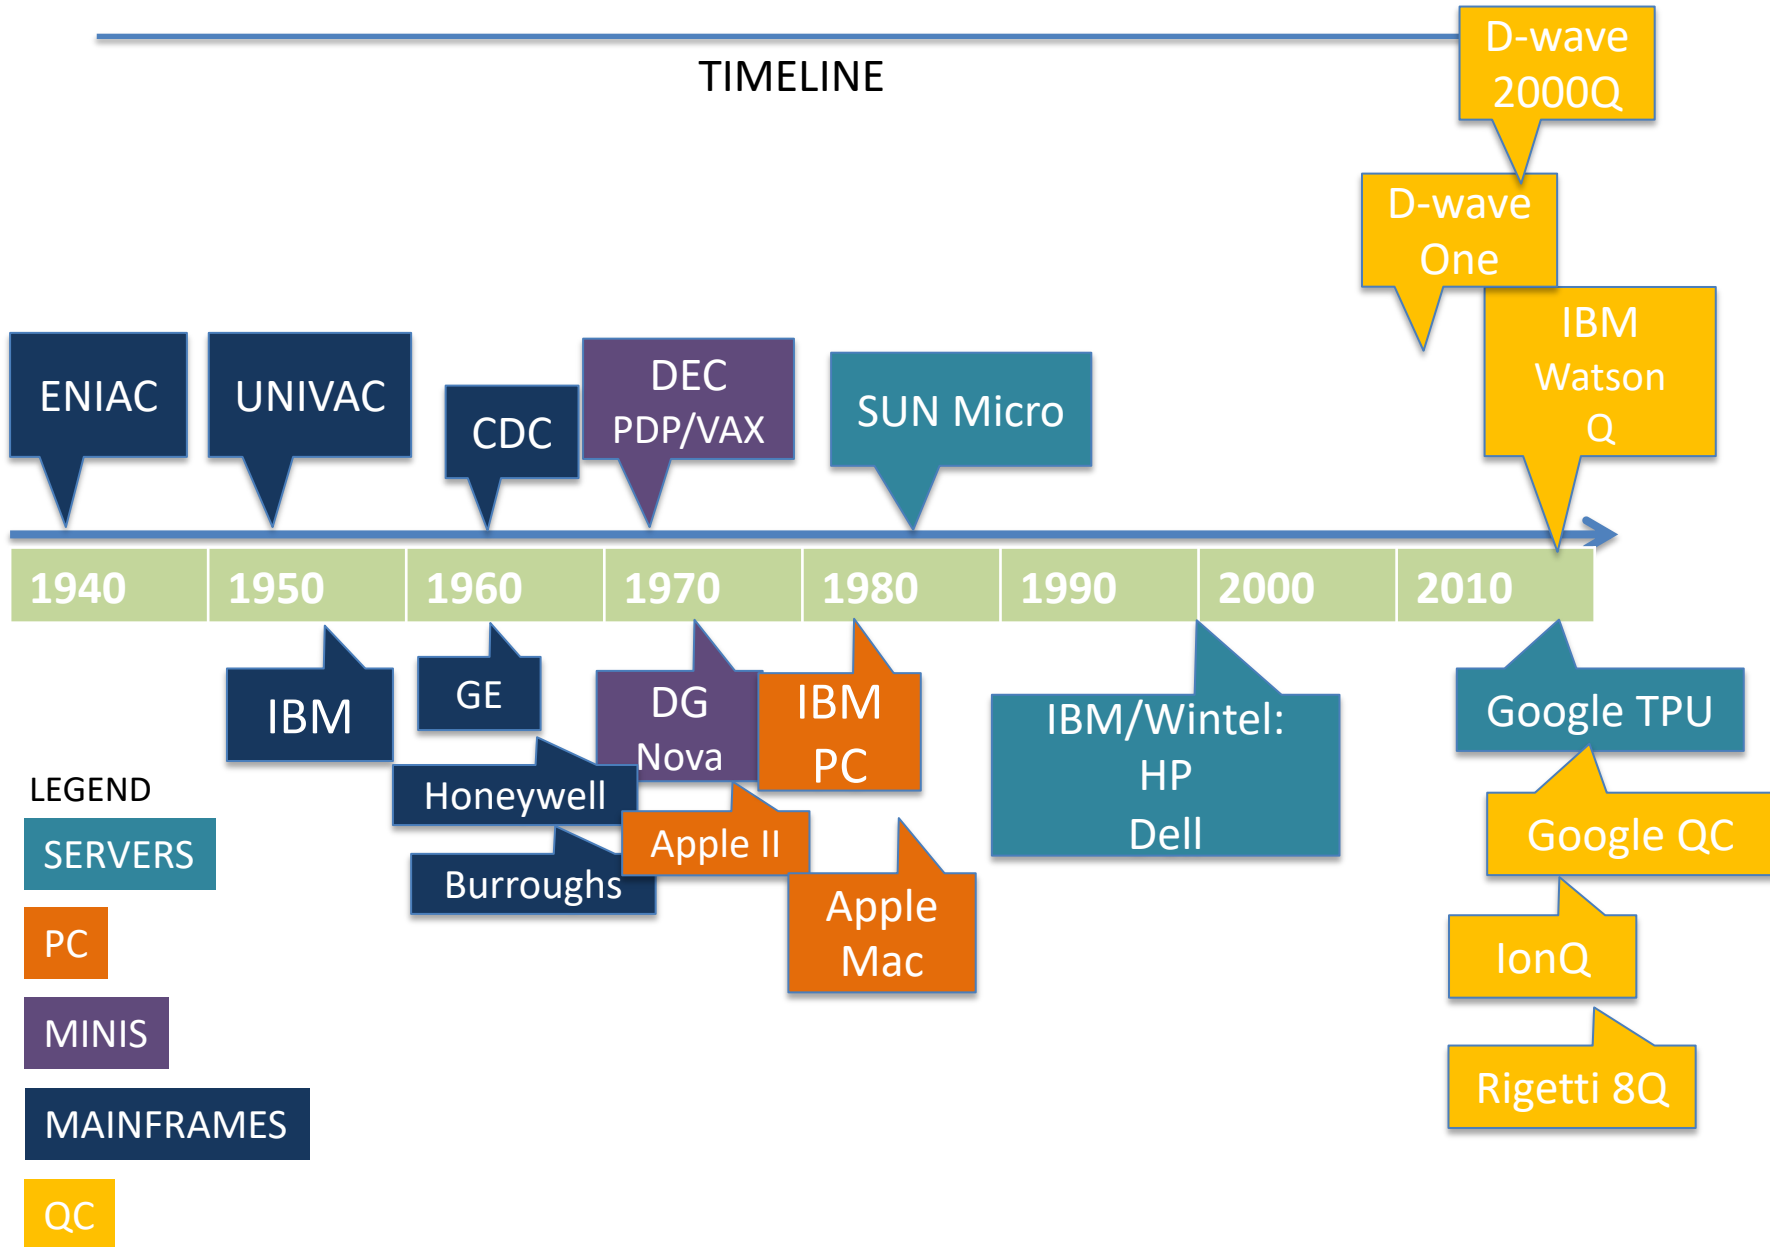 TIMELINE
D-wave
2000Q
D-wave
One
IBM
Watson
Q
ENIAC
UNIVAC
CDC
DEC
PDP/VAX
SUN Micro
1940
1950
1960
1970
1980
1990
2000
2010
IBM
GE
Honeywell
Burroughs
DG
Nova
Apple II
IBM
PC
Apple
Mac
IBM/Wintel:
HP
Dell
Google TPU
Google QC
IonQ
Rigetti 8Q
LEGEND
SERVERS
PC
MINIS
MAINFRAMES
QC